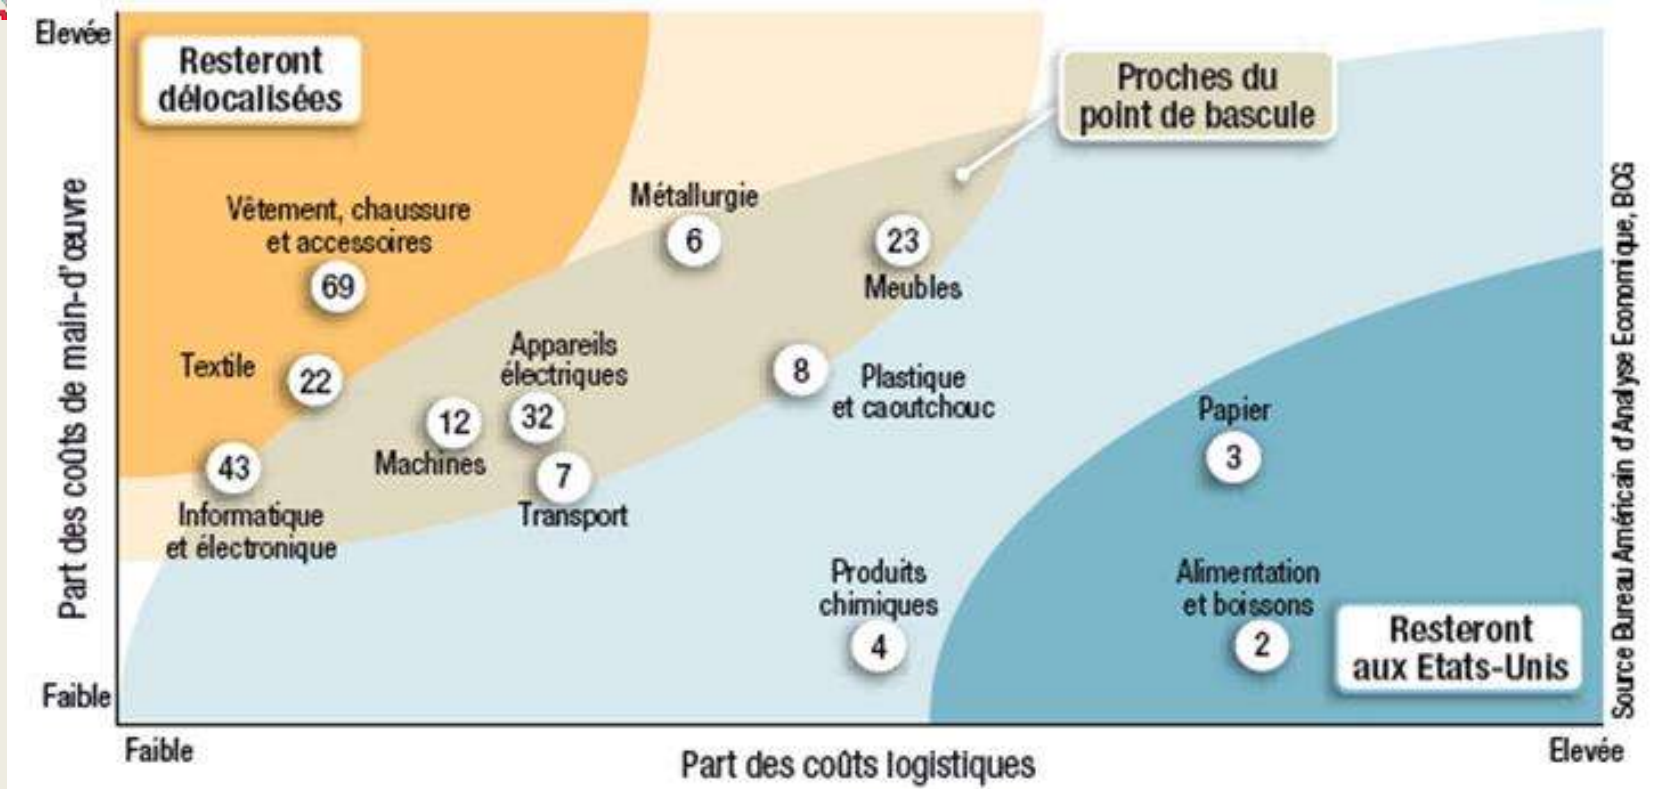 Elevée
Resteront
délocalisées
Proches du
point de bascule
Part des coûts de main-d'œuvre
Vêtement, chaussure
et accessoires
69
Métallurgie
6
23
Meubles
Textile
22
Appareils
électriques
32
12
Machines
8
Plastique
et caoutchouc
43
Informatique
et électronique
7
Transport
Papier
3
Produits
chimiques
4
Alimentation
et boissons
2
Resteront
aux Etats-Unis
Faible
Faible
Part des coûts logistiques
Elevée
Source Bureau Américain d'Analyse Economique, BCG